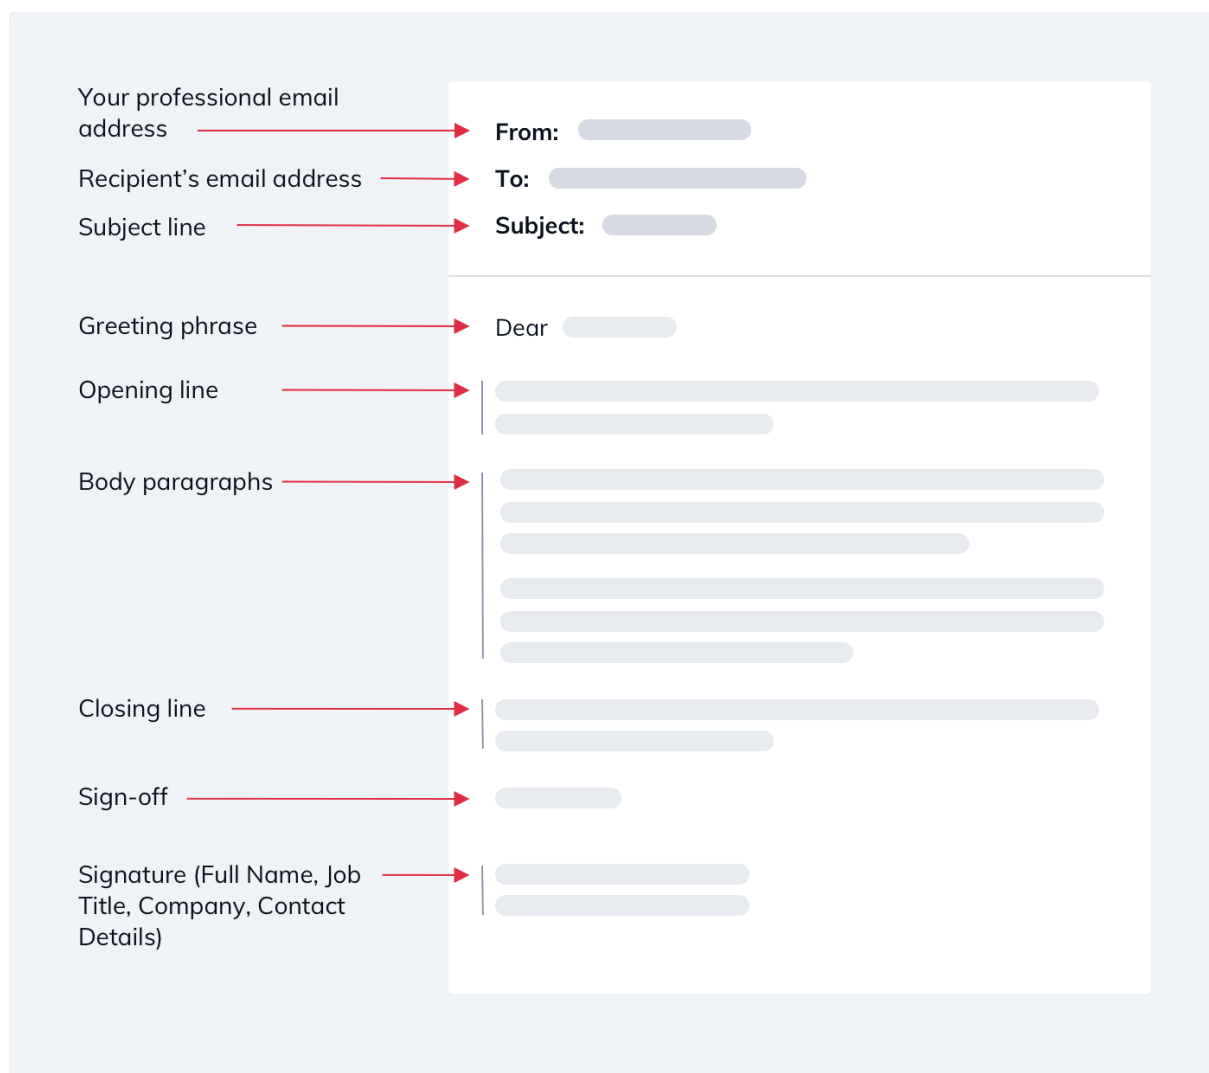 Your professional email
address
From:
Recipient’s email address
To:
Subject line
Subject:
Greeting phrase
Dear
Opening line
Body paragraphs
Closing line
Sign-off
Signature (Full Name, Job
Title, Company, Contact
Details)